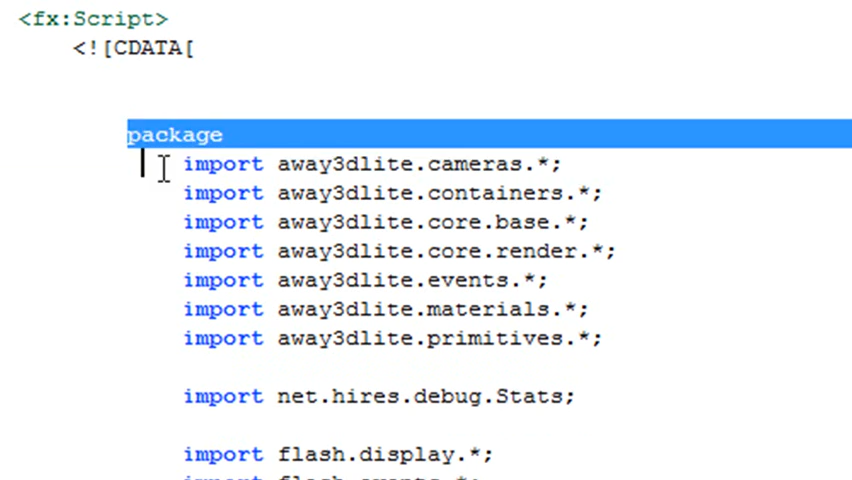 <fx:Script>
<![CDATA[
package
import away3dlite.cameras.*;
import away3dlite.containers.*;
import away3dlite.core.base.*;
import away3dlite.core.render.*;
import away3dlite.events.*;
import away3dlite.materials.*;
import away3dlite.primitives.*;
import net.hires.debug.Stats;
import flash.display.*;